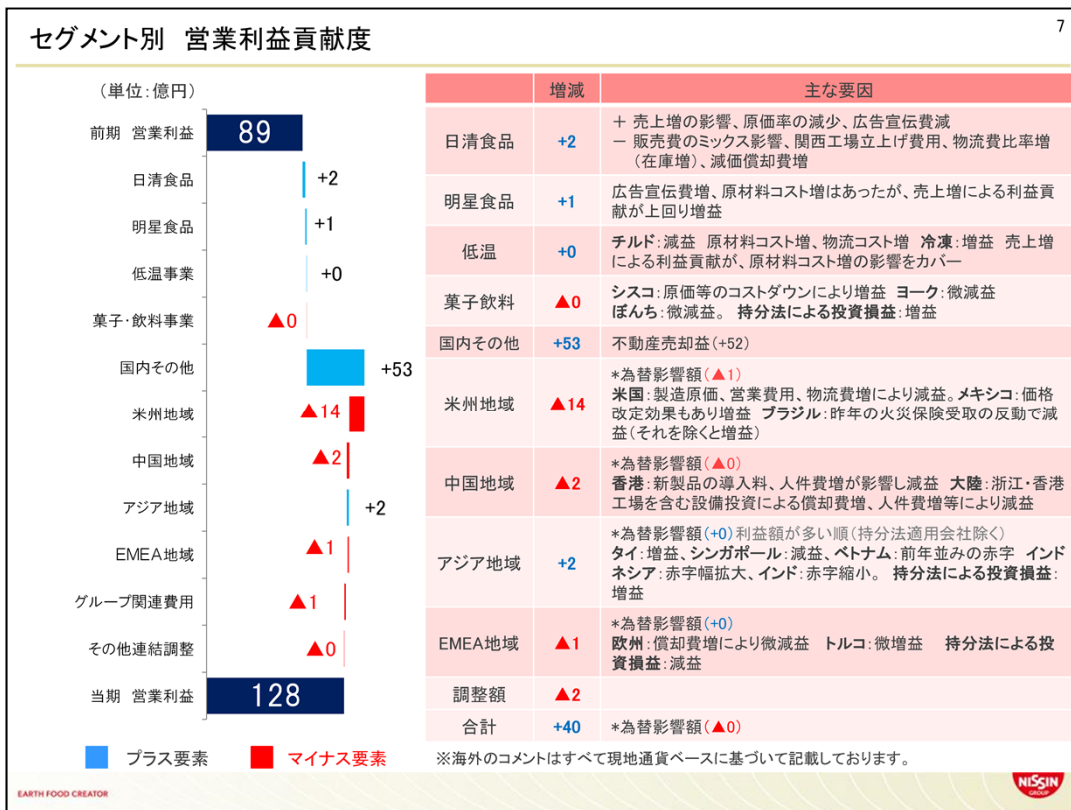 7
セグメント別 営業利益貢献度
(単位:億円)
前期 営業利益 89
日清食品 +2
明星食品 +1
低温事業 +0
菓子・飲料事業 ▲0
国内その他 +53
米州地域 ▲14
中国地域 ▲2
アジア地域 +2
EMEA地域 ▲1
グループ関連費用 ▲1
その他連結調整 ▲0
当期 営業利益 128
プラス要素 マイナス要素
増減 主な要因
日清食品 +2
+ 売上増の影響、原価率の減少、広告宣伝費減
- 販売費のミックス影響、関西工場立上げ費用、物流費比率増
(在庫増)、減価償却費増
明星食品 +1
広告宣伝費増、原材料コスト増はあったが、売上増による利益貢
献が上回り増益
低温 +0
チルド:減益 原材料コスト増、物流コスト増 冷凍:増益 売上増
による利益貢献が、原材料コスト増の影響をカバー
菓子飲料 ▲0
シスコ:原価等のコストダウンにより増益 ヨーク:微減益
ぼんち:微減益。 持分法による投資損益:増益
国内その他 +53 不動産売却益(+52)
米州地域 ▲14
*為替影響額(▲1)
米国:製造原価、営業費用、物流費増により減益。メキシコ:価格
改定効果もあり増益 ブラジル:昨年の火災保険受取の反動で減
益(それを除くと増益)
中国地域 ▲2
*為替影響額(▲0)
香港:新製品の導入料、人件費増が影響し減益 大陸:浙江・香港
工場を含む設備投資による償却費増、人件費増等により減益
アジア地域 +2
*為替影響額(+0)利益額が多い順(持分法適用会社除く)
タイ:増益、シンガポール:減益、ベトナム:前年並みの赤字 インド
ネシア:赤字幅拡大、インド:赤字縮小。 持分法による投資損益:
増益
EMEA地域 ▲1
*為替影響額(+0)
欧州:償却費増により微減益 トルコ:微増益 持分法による投
資損益:減益
調整額 ▲2
合計 +40 *為替影響額(▲0)
※海外のコメントはすべて現地通貨ベースに基づいて記載しております。
EARTH FOOD CREATOR
NISSIN
GROUP